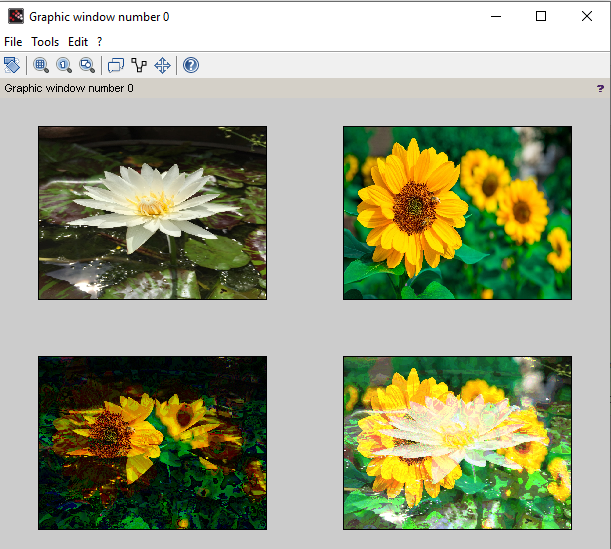 Graphic window number 0
File Tools Edit ?
Graphic window number 0 ?